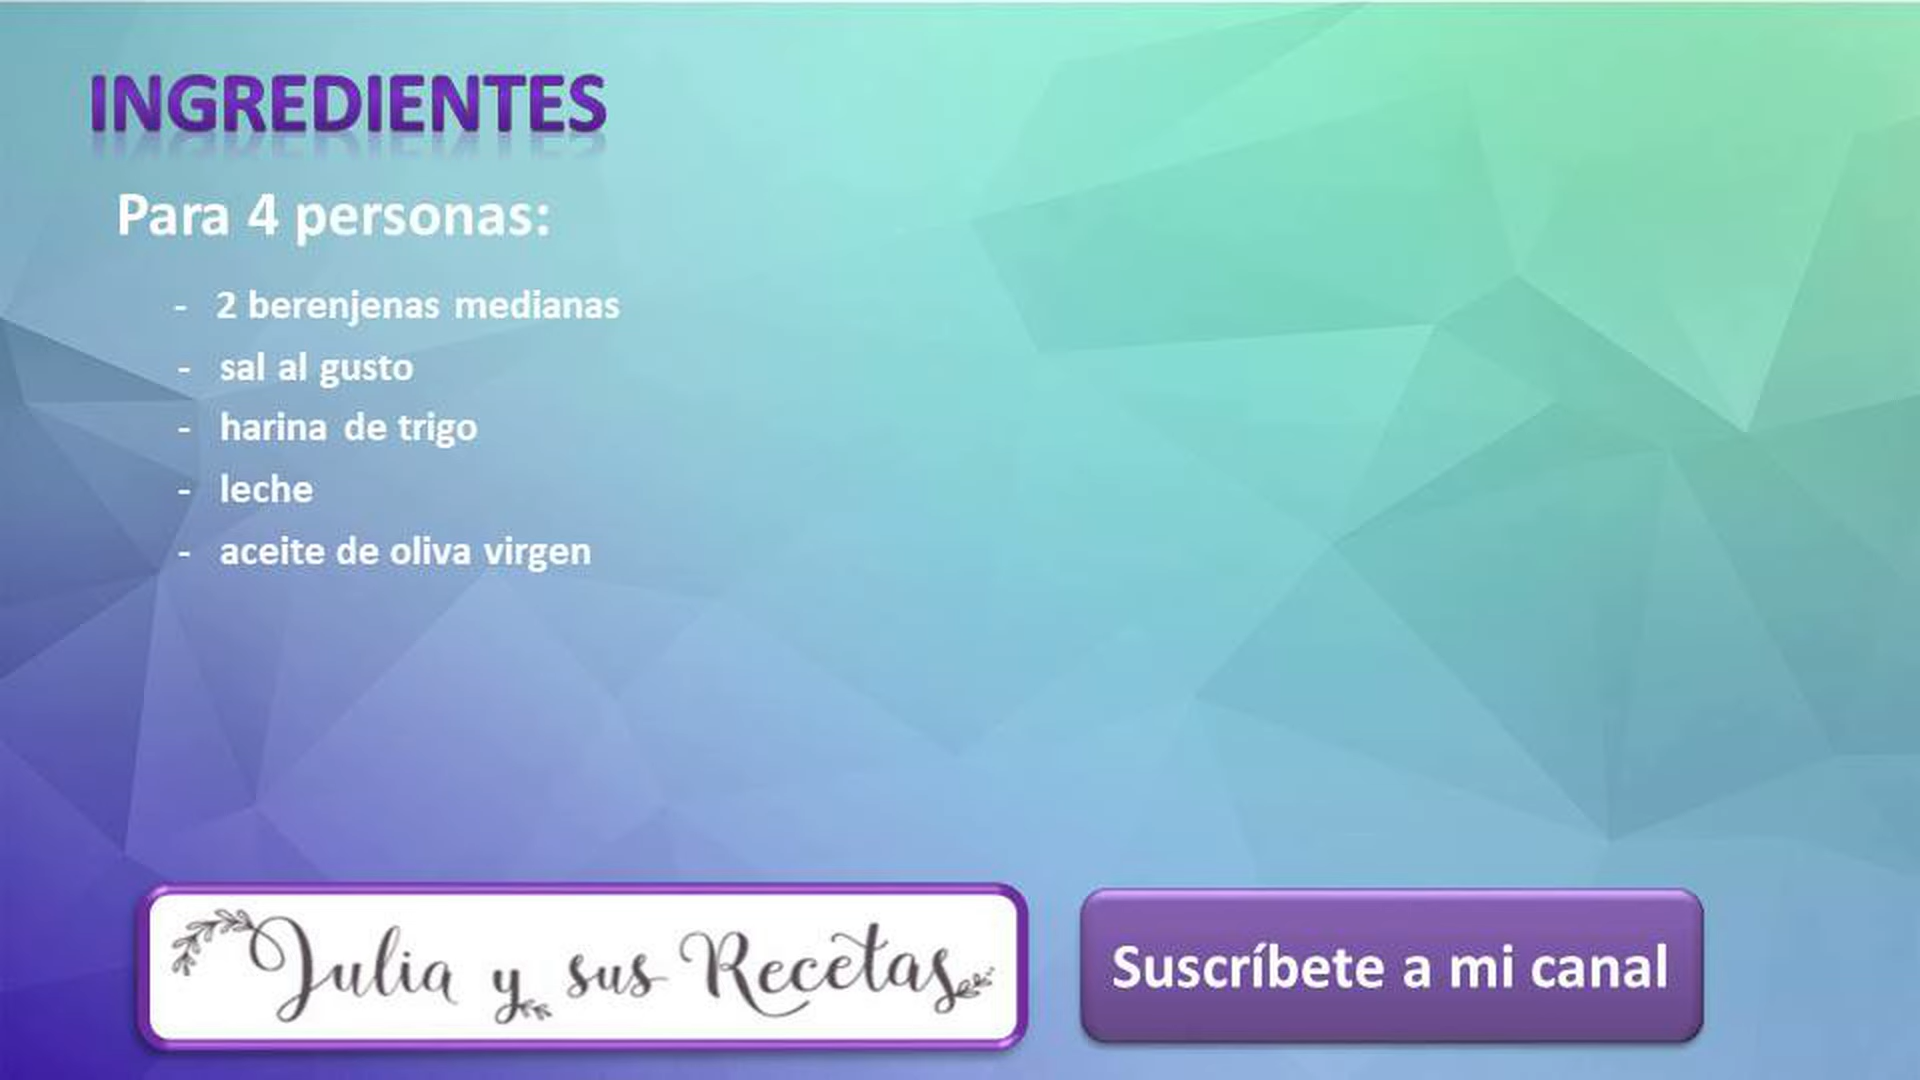 INGREDIENTES
Para 4 personas:
- 2 berenjenas medianas
- sal al gusto
- harina de trigo
- leche
- aceite de oliva virgen
Julia y sus Recetas
Suscríbete a mi canal